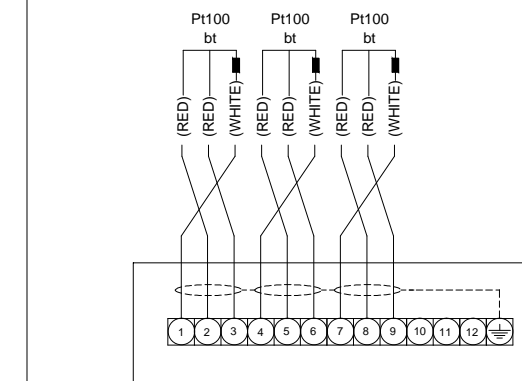 Pt100 Pt100 Pt100
bt bt bt
(RED) (RED) (WHITE) (RED) (RED) (WHITE) (RED) (RED) (WHITE)
1 2 3 4 5 6 7 8 9 10 11 12